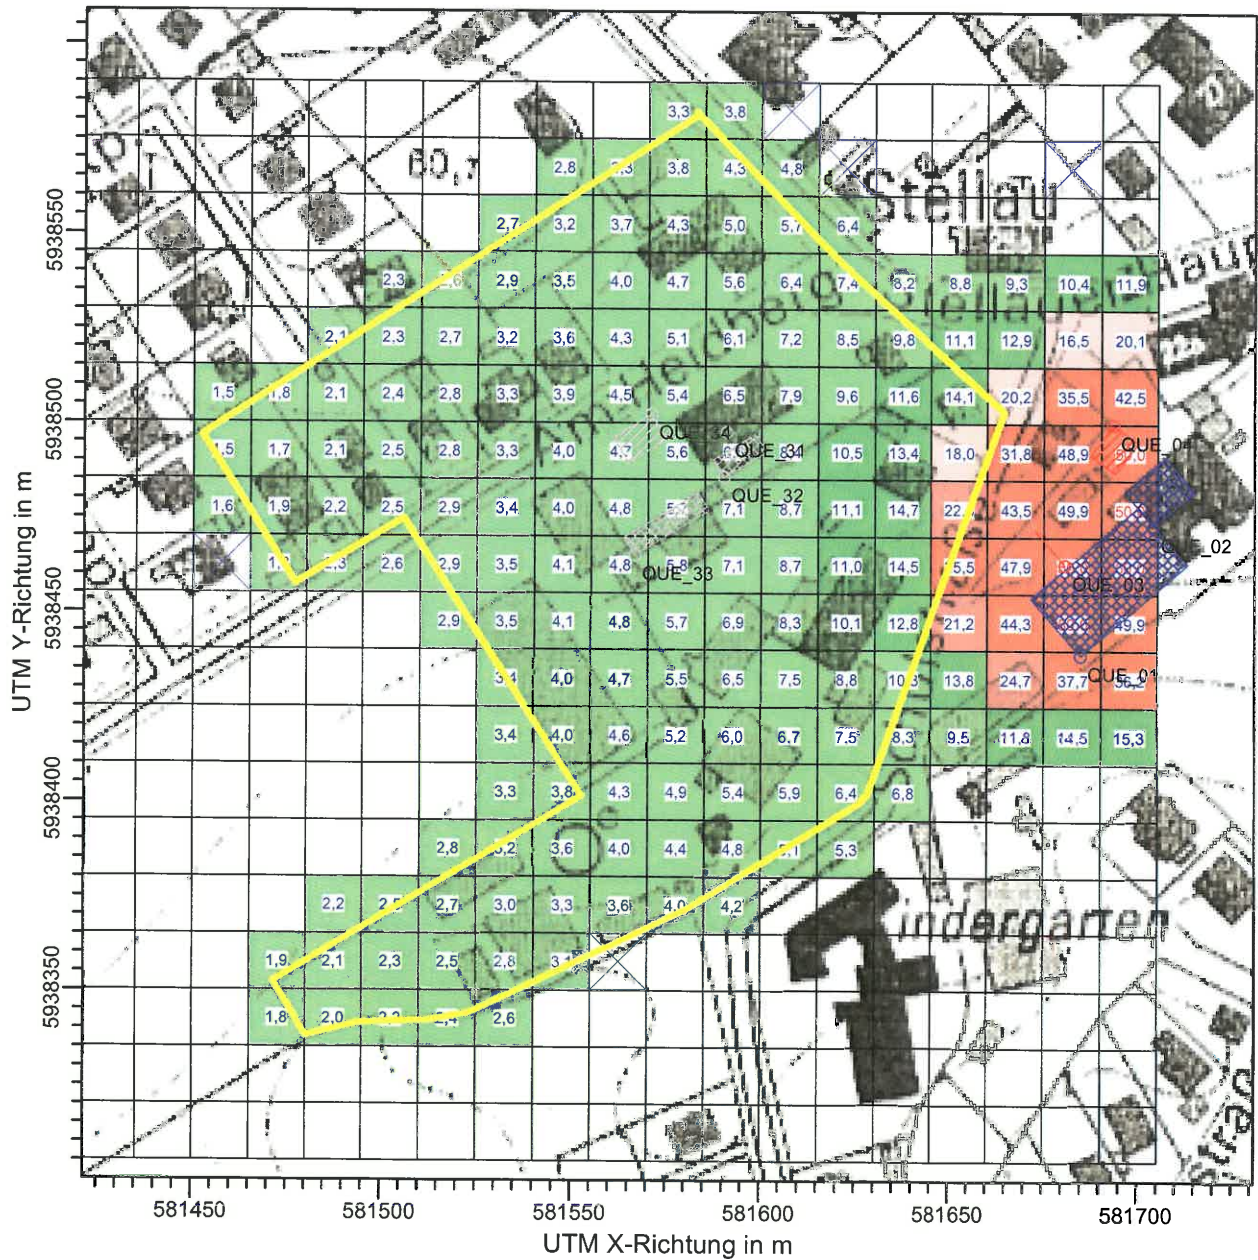 3,3 3,8
60,7
2,8 3,8 4,3 4,8
Stellau
2,7 3,2 3,7 4,3 5,0 5,7 6,4
2,3 2,6 2,9 3,5 4,0 4,7 5,6 6,4 7,4 8,2 8,8 9,3 10,4 11,9
2,1 2,3 2,7 3,2 3,6 4,3 5,1 6,1 7,2 8,5 9,8 11,1 12,9 16,5 20,1
1,5 1,8 2,1 2,4 2,8 3,3 3,9 4,5 5,4 6,5 7,9 9,6 11,6 14,1 20,2 35,5 42,5
QUE_34
QUE_04
1,5 1,7 2,1 2,5 2,8 3,3 4,0 4,7 5,6 QUE_31 10,5 13,4 18,0 31,8 48,9
QUE_32
1,6 1,9 2,2 2,5 2,9 3,4 4,0 4,8 7,1 8,7 11,1 14,7 43,5 49,9
QUE_02
2,6 2,9 3,5 4,1 4,8 5,8 7,1 8,7 11,0 14,5 47,9
QUE_33
QUE_03
2,9 3,5 4,1 4,8 5,7 6,9 8,3 10,1 12,8 21,2 44,3 49,9
3,4 4,0 4,7 5,5 6,5 7,5 8,8 10,3 13,8 24,7 37,7
QUE_01
3,4 4,0 4,6 5,2 6,0 6,7 7,5 8,3 9,5 11,8 14,5 15,3
3,3 3,8 4,3 4,9 5,4 5,9 6,4 6,8
2,8 3,2 3,6 4,0 4,4 4,8 5,1 5,3
2,2 2,7 3,0 3,3 3,6 4,0 4,2
indergarten
1,9 2,1 2,3 2,5 2,8 3,1
1,8 2,0 2,4 2,6
5938550
5938500
5938450
5938400
5938350
UTM Y-Richtung in m
581450 581500 581550 581600 581650 581700
UTM X-Richtung in m